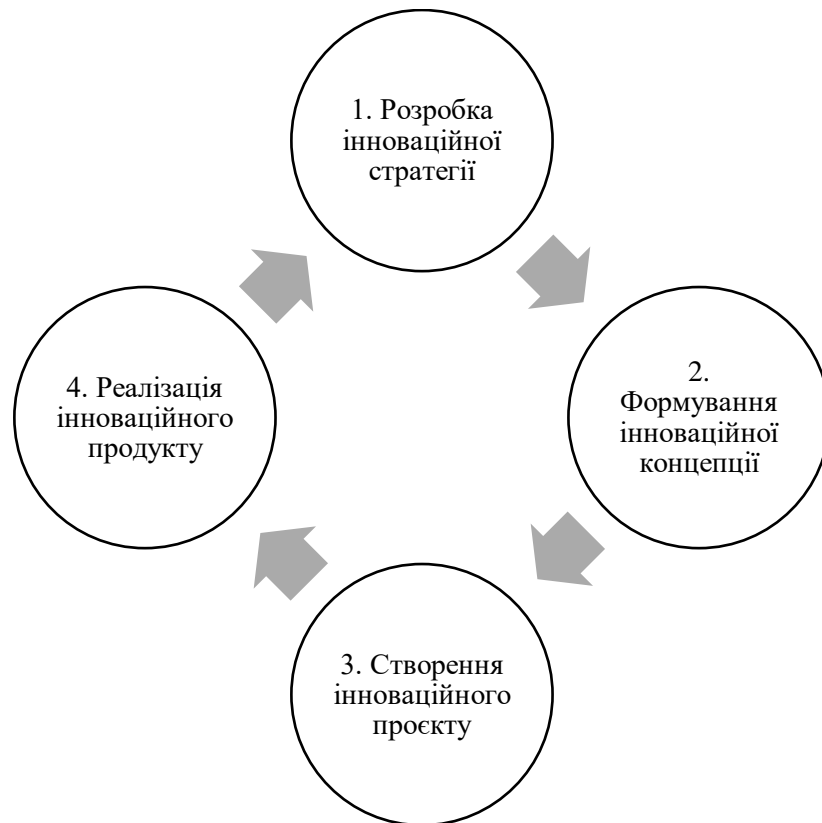 1. Розробка
інноваційної
стратегії
2.
Формування
інноваційної
концепції
3. Створення
інноваційного
проєкту
4. Реалізація
інноваційного
продукту